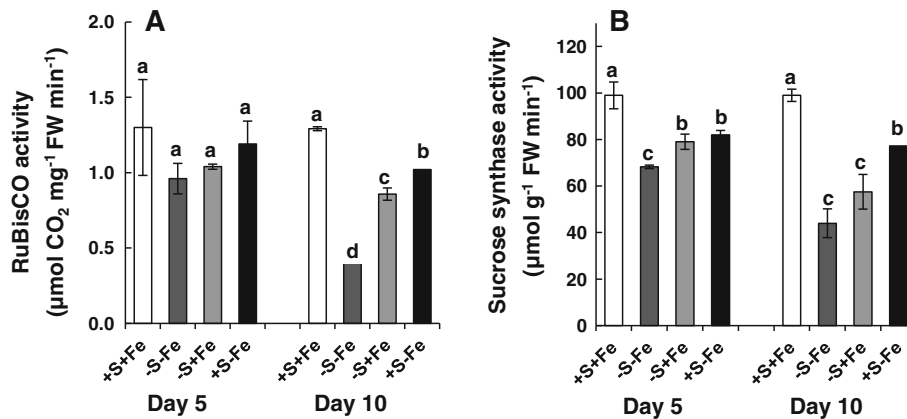 A
RuBisCO activity
(µmol CO₂ mg⁻¹ FW min⁻¹)
2.0
1.5
1.0
0.5
0.0
a
a
a
a
a
d
c
b
+S+Fe
-S-Fe
-S+Fe
+S-Fe
+S+Fe
-S-Fe
-S+Fe
+S-Fe
Day 5
Day 10
B
Sucrose synthase activity
(µmol g⁻¹ FW min⁻¹)
120
100
80
60
40
20
0
a
c
b
b
a
c
c
b
+S+Fe
-S-Fe
-S+Fe
+S-Fe
+S+Fe
-S-Fe
-S+Fe
+S-Fe
Day 5
Day 10